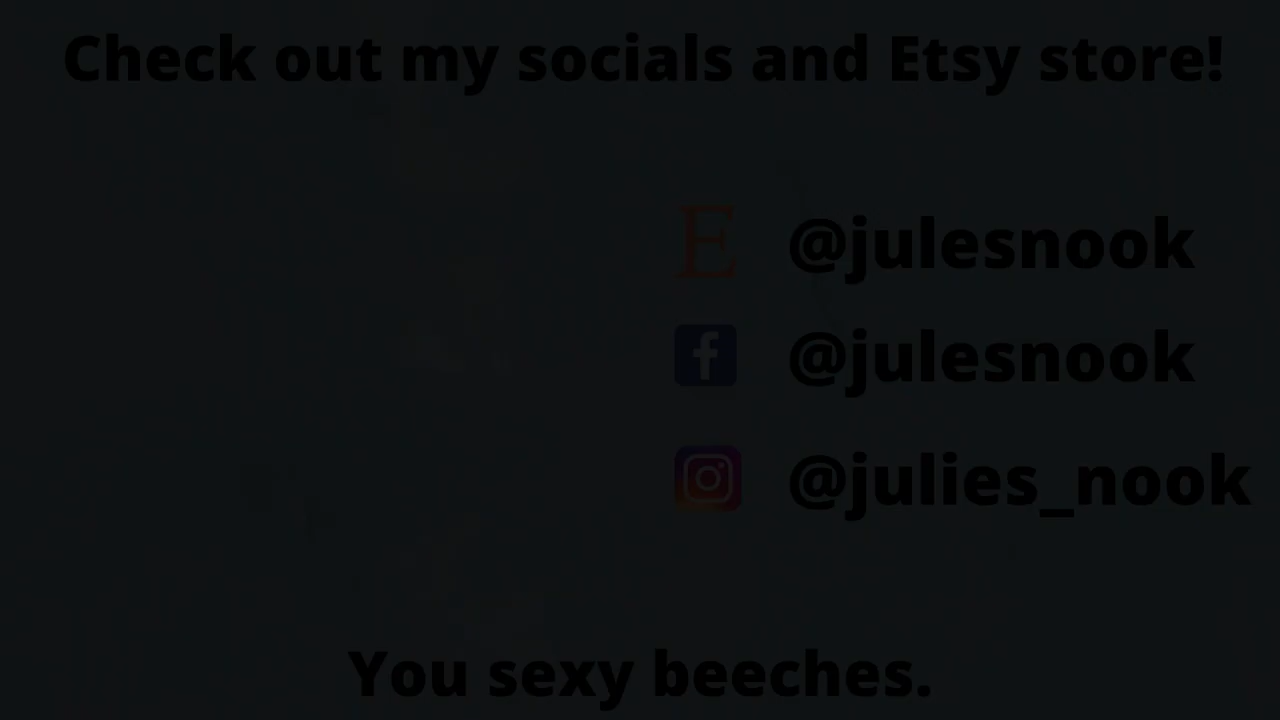 Check out my socials and Etsy store!
E @julesnook
f @julesnook
@julies_nook
You sexy beeches.